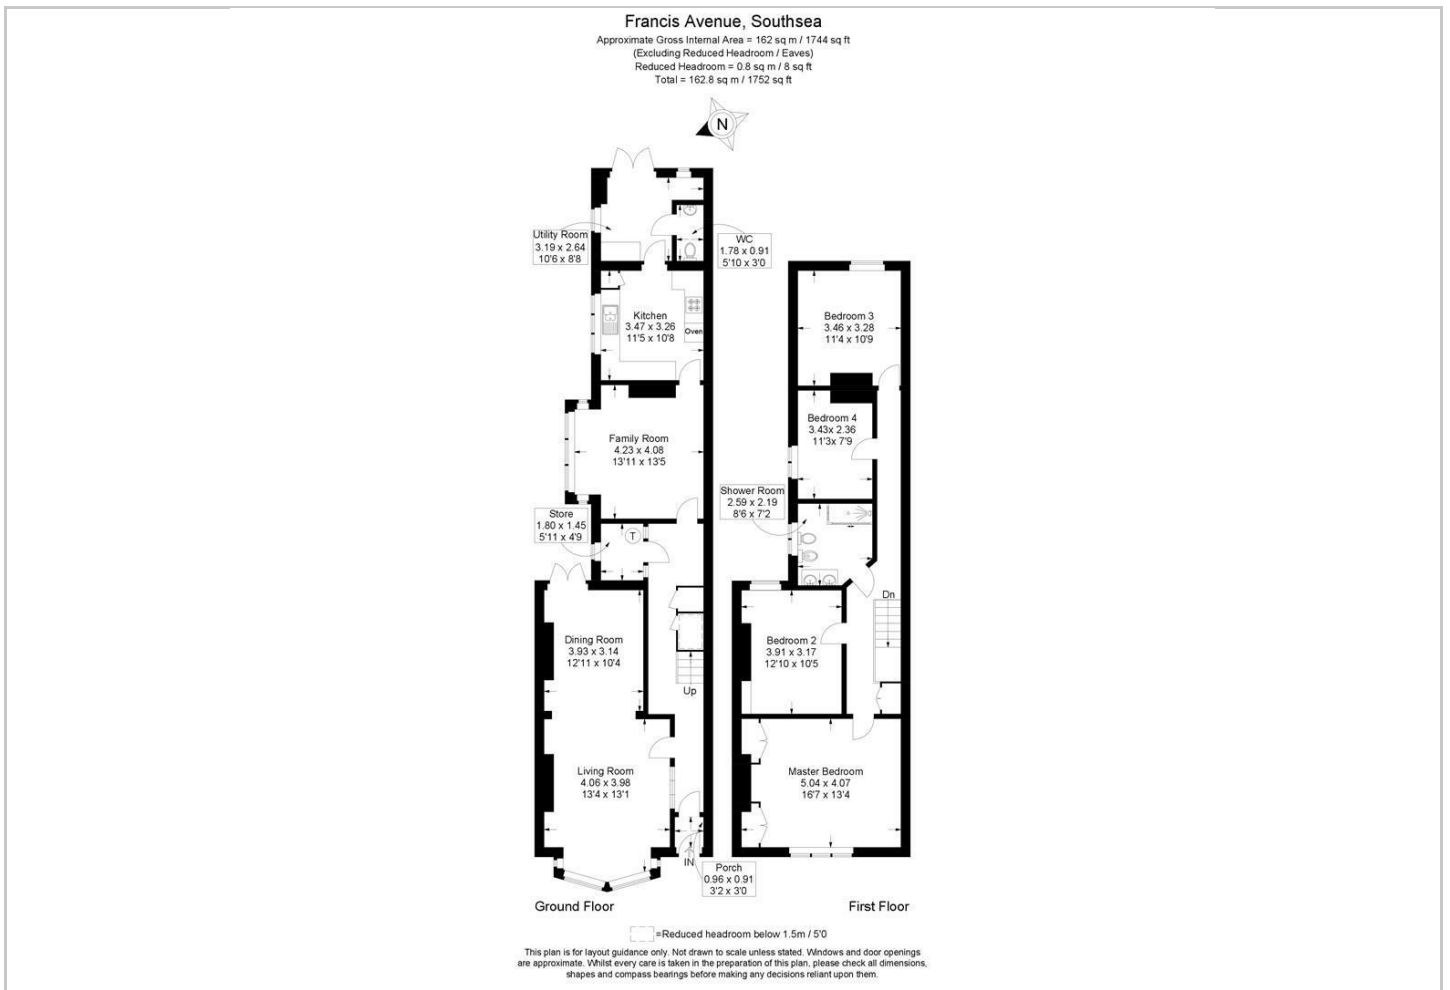 Francis Avenue, Southsea
Approximate Gross Internal Area = 162 sq m / 1744 sq ft
(Excluding Reduced Headroom / Eaves)
Reduced Headroom = 0.8 sq m / 8 sq ft
Total = 162.8 sq m / 1752 sq ft
N
Utility Room
3.19 x 2.64
10'6 x 8'8
WC
1.78 x 0.91
5'10 x 3'0
Kitchen
3.47 x 3.26
11'5 x 10'8
Oven
Family Room
4.23 x 4.08
13'11 x 13'5
Store
1.80 x 1.45
5'11 x 4'9
T
Dining Room
3.93 x 3.14
12'11 x 10'4
Up
Living Room
4.06 x 3.98
13'4 x 13'1
IN
Porch
0.96 x 0.91
3'2 x 3'0
Ground Floor
Bedroom 3
3.46 x 3.28
11'4 x 10'9
Bedroom 4
3.43x 2.36
11'3x 7'9
Shower Room
2.59 x 2.19
8'6 x 7'2
Dn
Bedroom 2
3.91 x 3.17
12'10 x 10'5
Master Bedroom
5.04 x 4.07
16'7 x 13'4
First Floor
=Reduced headroom below 1.5m / 5'0
This plan is for layout guidance only. Not drawn to scale unless stated. Windows and door openings
are approximate. Whilst every care is taken in the preparation of this plan, please check all dimensions,
shapes and compass bearings before making any decisions reliant upon them.